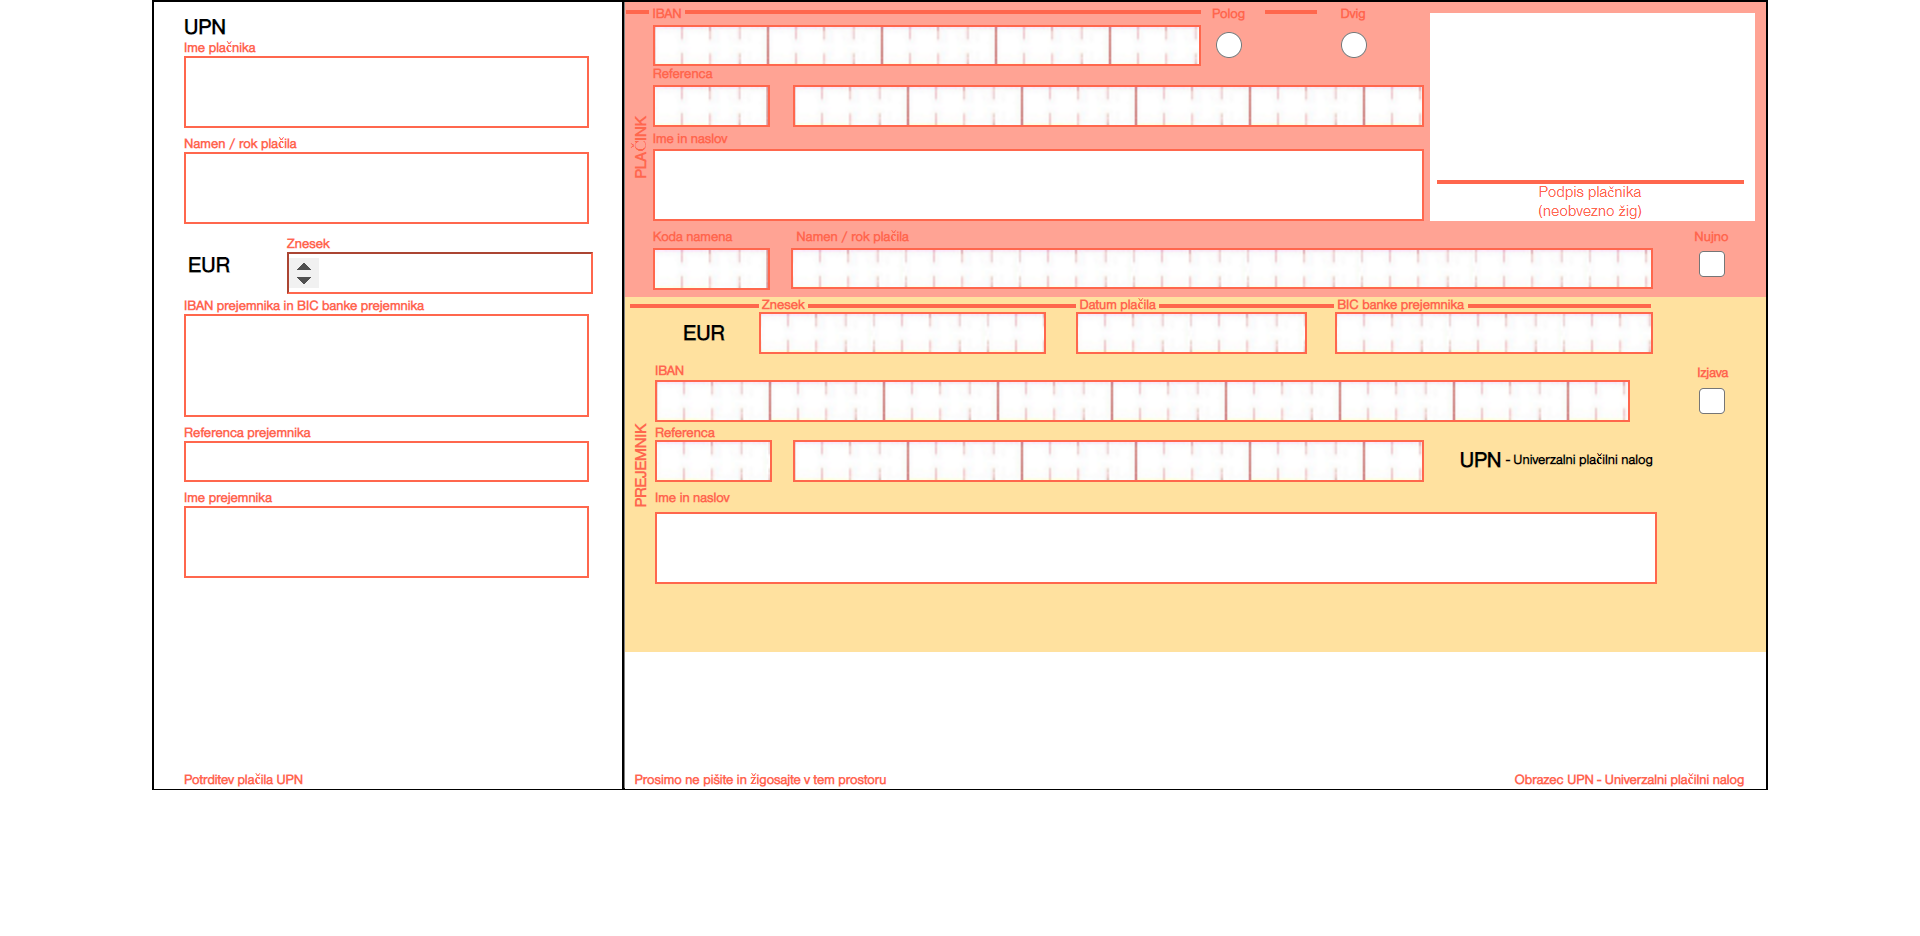 UPN
Ime plačnika
Namen / rok plačila
Znesek
EUR
IBAN prejemnika in BIC banke prejemnika
Referenca prejemnika
Ime prejemnika
Potrditev plačila UPN
IBAN
Polog
Dvig
Referenca
PLAČINK
Ime in naslov
Podpis plačnika
(neobvezno žig)
Koda namena
Namen / rok plačila
Nujno
Znesek
Datum plačila
BIC banke prejemnika
EUR
IBAN
Izjava
PREJEMNIK
Referenca
UPN - Univerzalni plačilni nalog
Ime in naslov
Prosimo ne pišite in žigosajte v tem prostoru
Obrazec UPN - Univerzalni plačilni nalog